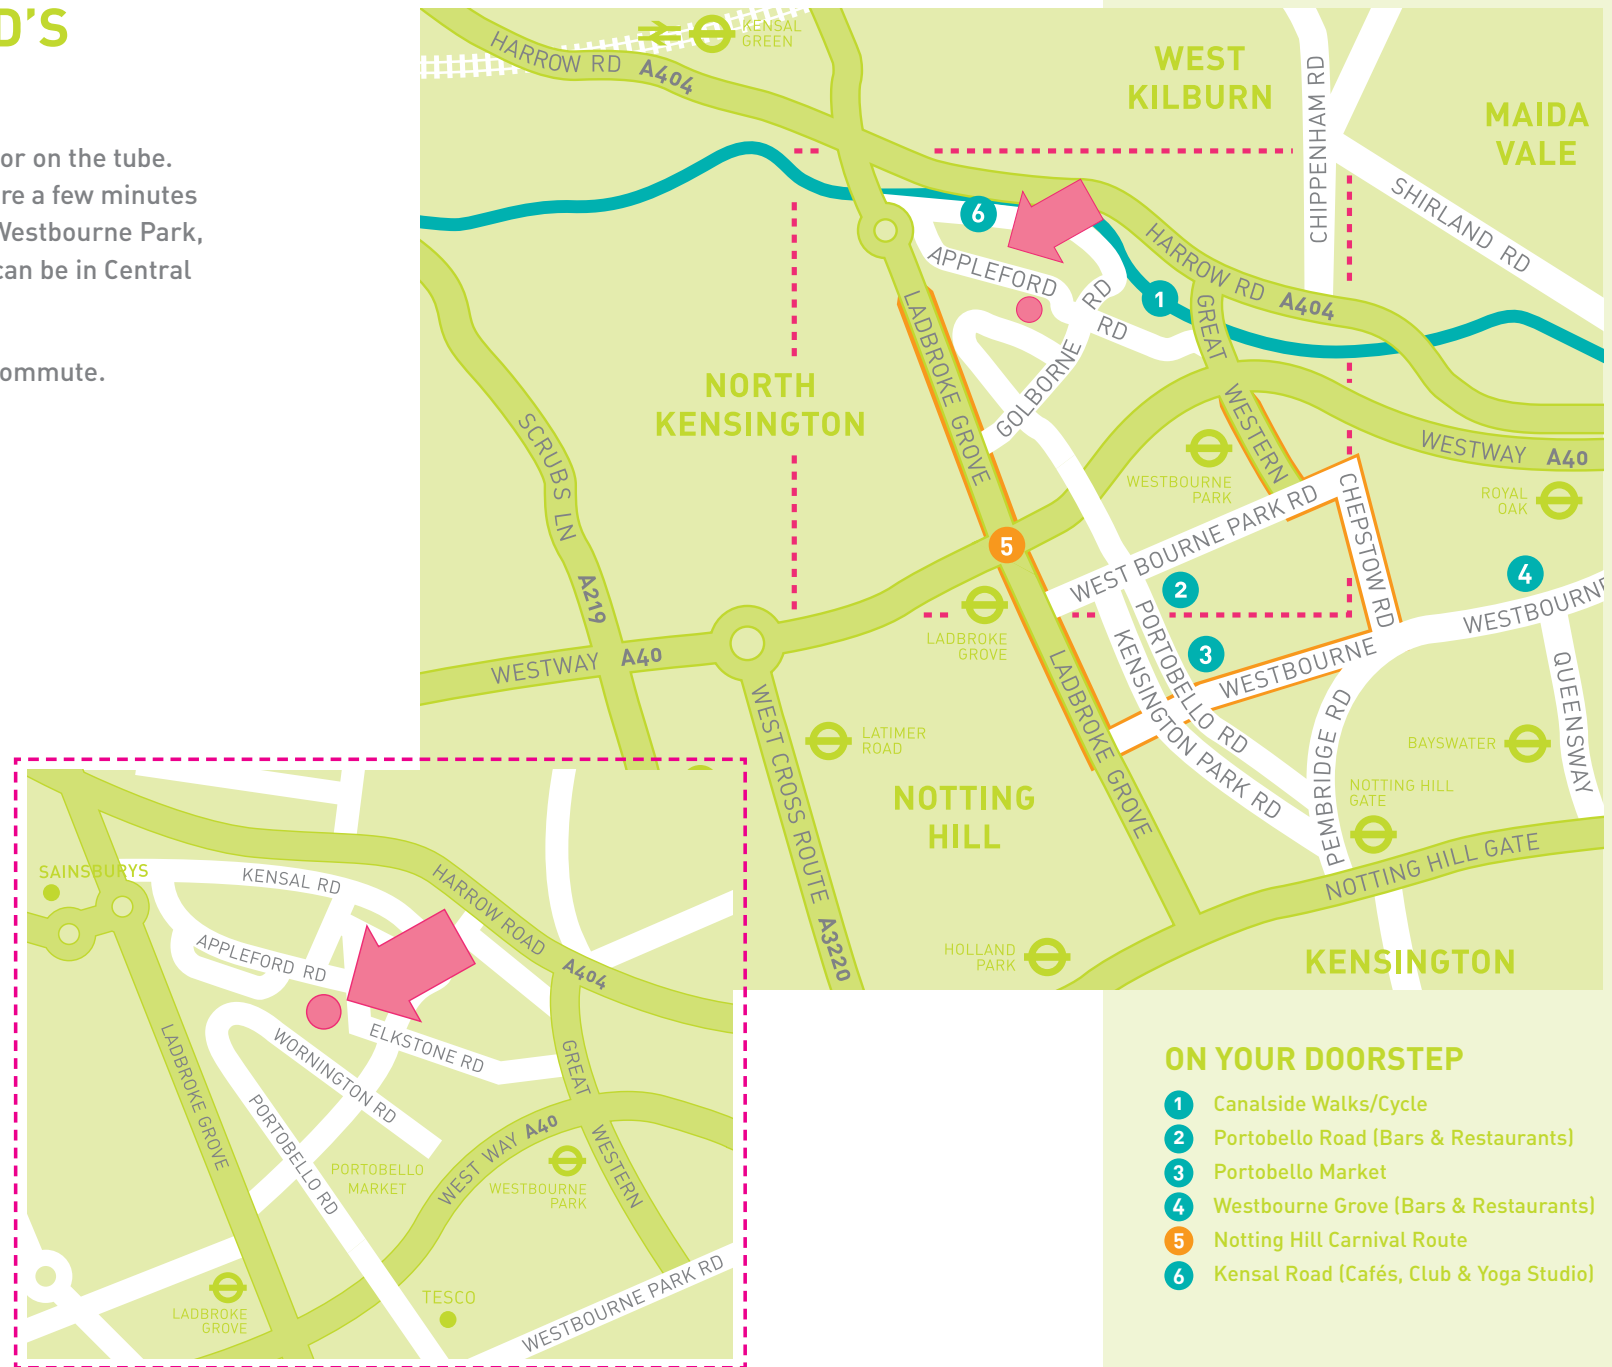 D'S
or on the tube.
re a few minutes
Westbourne Park,
can be in Central
ommute.
KENSAL
GREEN
HARROW RD A404
WEST
KILBURN
MAIDA
VALE
CHIPPENHAM RD
SHIRLAND RD
6
APPLEFORD
RD
HARROW RD A404
1
GREAT
WESTERN
LADBROKE GROVE
GOLBORNE
RD
NORTH
KENSINGTON
SCRUBS LN
A219
WESTBOURNE
PARK
WESTWAY A40
ROYAL
OAK
WEST BOURNE PARK RD
CHEPSTOW RD
5
2
4
LADBROKE
GROVE
WESTWAY A40
3
PORTOBELLO RD
KENSINGTON PARK RD
WESTBOURNE
WESTBOURNE
QUEENSWAY
LADBROKE GROVE
WEST CROSS ROUTE A3220
LATIMER
ROAD
PEMBRIDGE RD
BAYSWATER
NOTTING HILL
GATE
NOTTING
HILL
NOTTING HILL GATE
HOLLAND
PARK
KENSINGTON
SAINSBURYS
KENSAL RD
HARROW ROAD
A404
APPLEFORD RD
ELKSTONE RD
WORNINGTON RD
LADBROKE GROVE
PORTOBELLO RD
GREAT
WESTERN
WEST WAY A40
PORTOBELLO
MARKET
WESTBOURNE
PARK
LADBROKE
GROVE
TESCO
WESTBOURNE PARK RD
ON YOUR DOORSTEP
1 Canalside Walks/Cycle
2 Portobello Road (Bars & Restaurants)
3 Portobello Market
4 Westbourne Grove (Bars & Restaurants)
5 Notting Hill Carnival Route
6 Kensal Road (Cafés, Club & Yoga Studio)